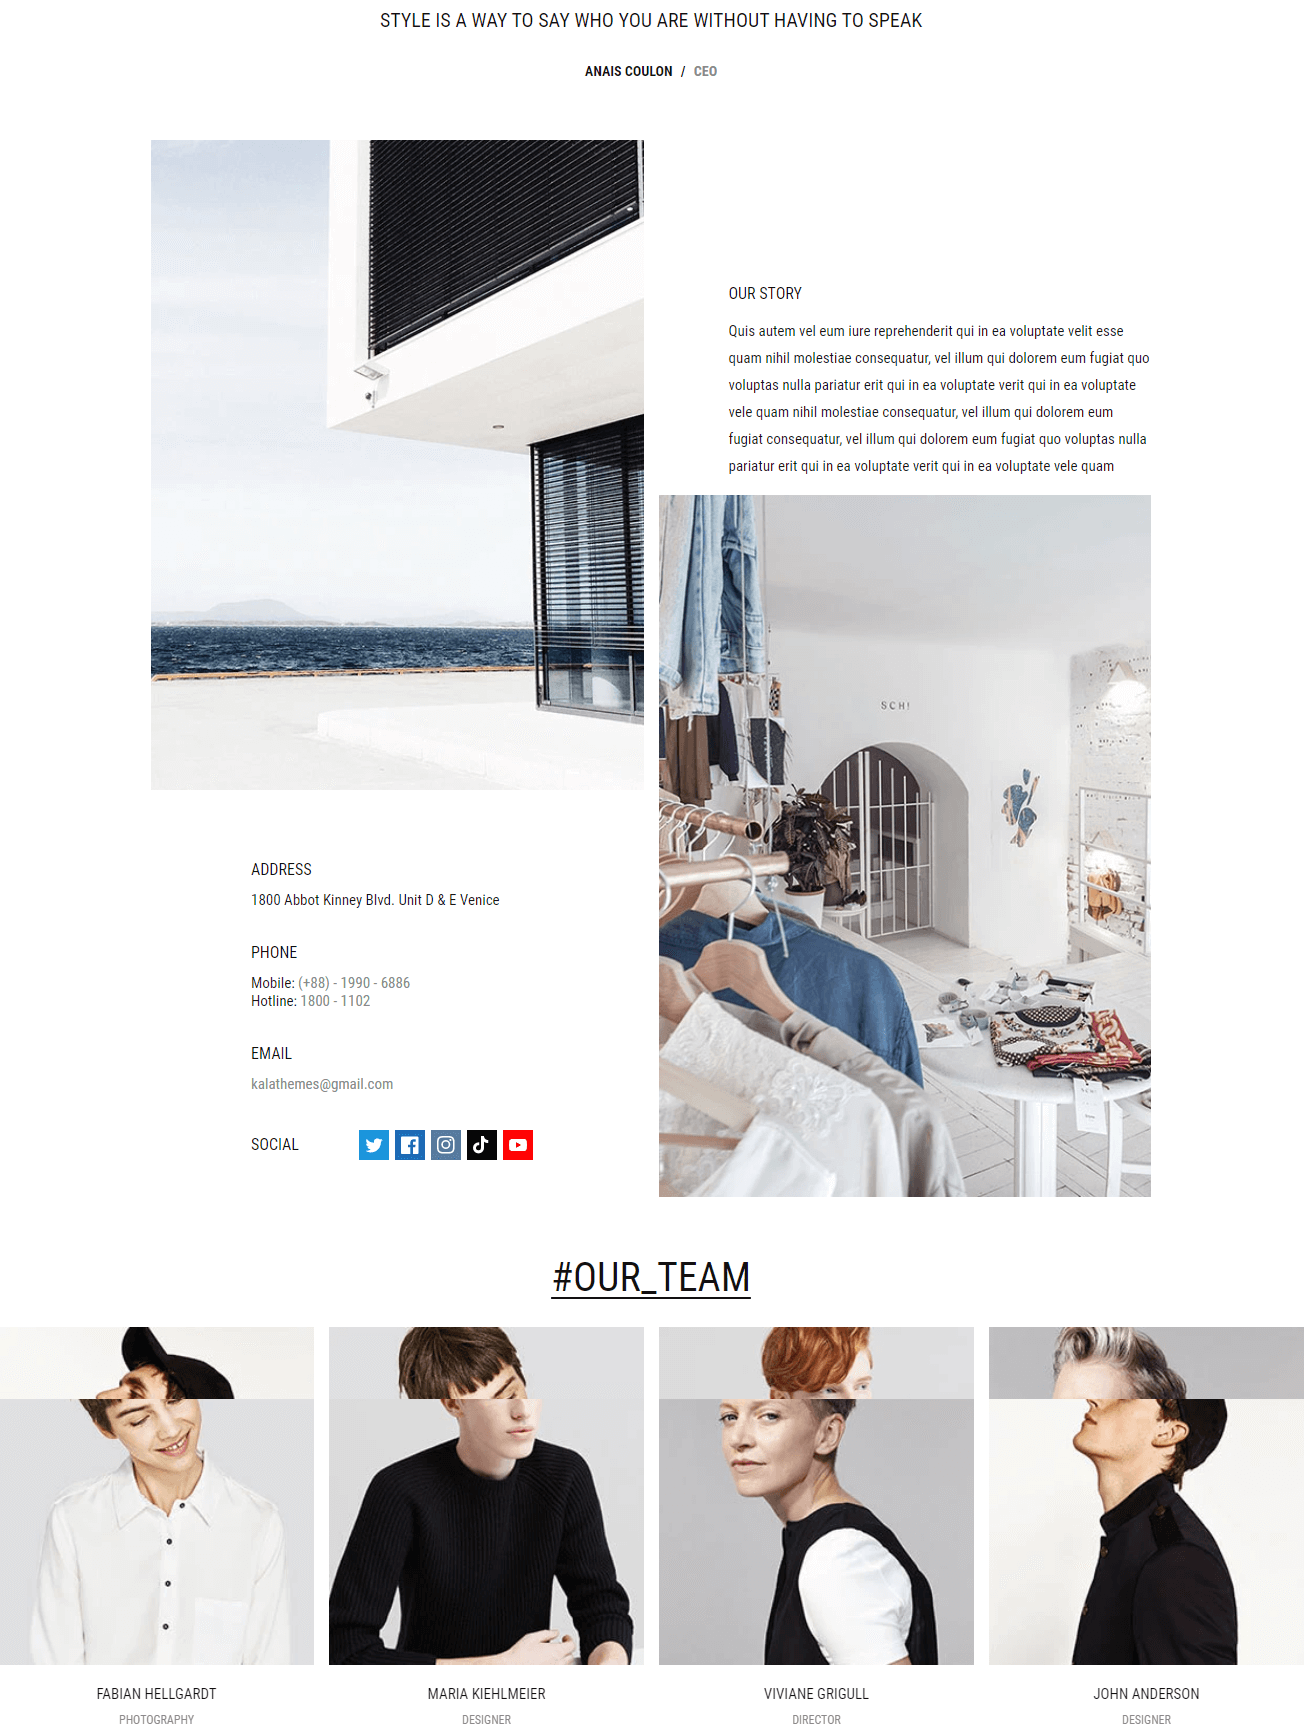 STYLE IS A WAY TO SAY WHO YOU ARE WITHOUT HAVING TO SPEAK
ANAIS COULON / CEO
OUR STORY
Quis autem vel eum iure reprehenderit qui in ea voluptate velit esse
quam nihil molestiae consequatur, vel illum qui dolorem eum fugiat quo
voluptas nulla pariatur erit qui in ea voluptate verit qui in ea voluptate
vele quam nihil molestiae consequatur, vel illum qui dolorem eum
fugiat consequatur, vel illum qui dolorem eum fugiat quo voluptas nulla
pariatur erit qui in ea voluptate verit qui in ea voluptate vele quam
SCHI
ADDRESS
1800 Abbot Kinney Blvd. Unit D & E Venice
PHONE
Mobile: (+88) - 1990 - 6886
Hotline: 1800 - 1102
EMAIL
kalathemes@gmail.com
SOCIAL
#OUR_TEAM
FABIAN HELLGARDT
PHOTOGRAPHY
MARIA KIEHLMEIER
DESIGNER
VIVIANE GRIGULL
DIRECTOR
JOHN ANDERSON
DESIGNER